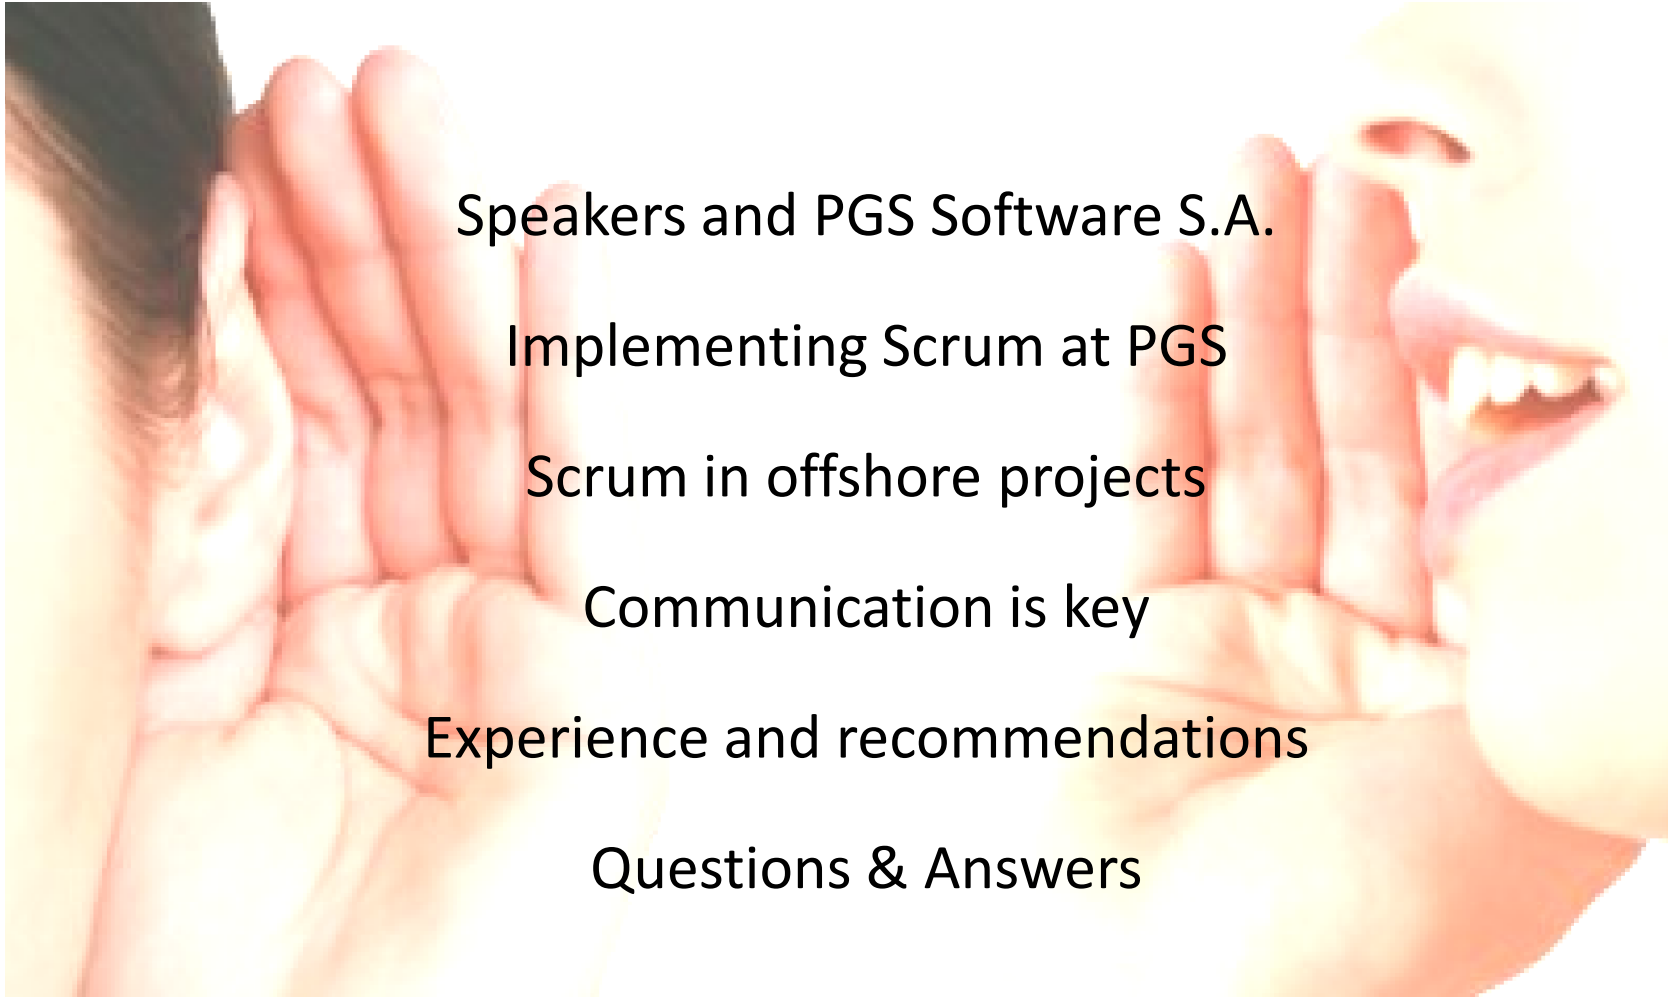 Speakers and PGS Software S.A.
Implementing Scrum at PGS
Scrum in offshore projects
Communication is key
Experience and recommendations
Questions & Answers